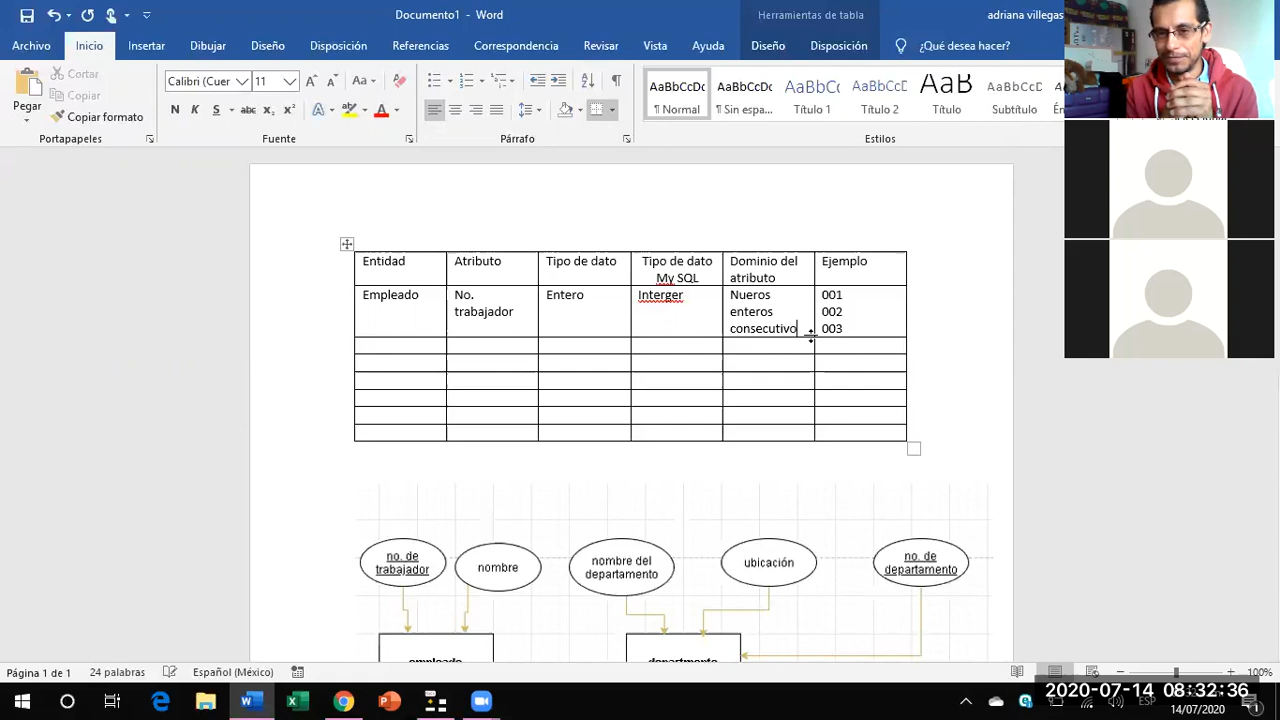 Documento1 - Word
Herramientas de tabla
adriana villegas
Archivo
Inicio
Insertar
Dibujar
Diseño
Disposición
Referencias
Correspondencia
Revisar
Vista
Ayuda
Diseño
Disposición
¿Qué desea hacer?
Pegar
Cortar
Copiar
Copiar formato
Portapapeles
Calibri (Cuer
11
Fuente
Párrafo
AaBbCcDc
¶ Normal
AaBbCcDc
¶ Sin espa...
AaBbCc
Título 1
AaBbCcD
Título 2
AaB
Título
AaBbCcD
Subtítulo
Estilos
Entidad
Atributo
Tipo de dato
Tipo de dato
My SQL
Dominio del
atributo
Ejemplo
Empleado
No.
trabajador
Entero
Interger
Nueros
enteros
consecutivo
001
002
003
no. de
trabajador
nombre
nombre del
departamento
ubicación
no. de
departamento
empleado
departmento
Página 1 de 1
24 palabras
Español (México)
100%
2020-07-14 08:32:36
ESP
14/07/2020